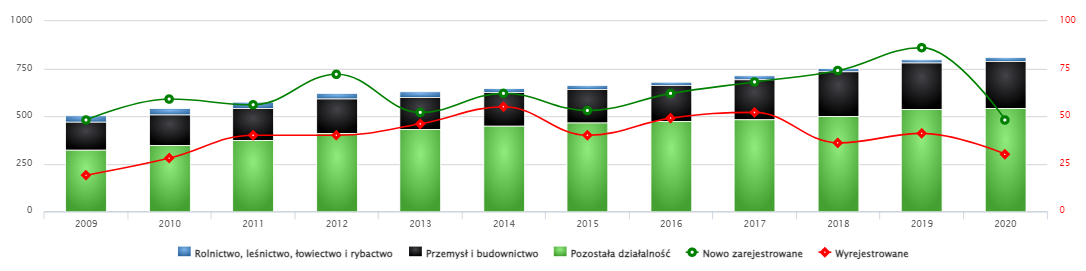 1000 100
750 75
500 50
250 25
0 0
2009 2010 2011 2012 2013 2014 2015 2016 2017 2018 2019 2020
Rolnictwo, leśnictwo, łowiectwo i rybactwo Przemysł i budownictwo Pozostała działalność Nowo zarejestrowane Wyrejestrowane